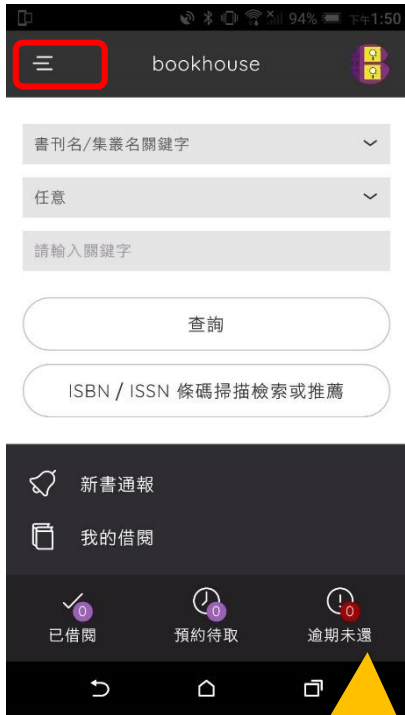 94% 下午1:50
bookhouse
書刊名/集叢名關鍵字
任意
請輸入關鍵字
查詢
ISBN / ISSN 條碼掃描檢索或推薦
新書通報
我的借閱
0 0 0
已借閱 預約待取 逾期未還